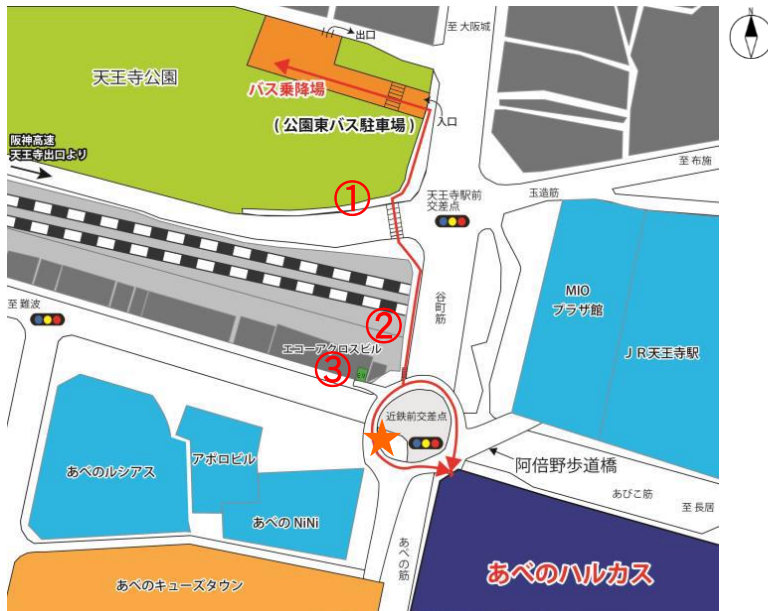 N
至 大阪城
出口
天王寺公園
バス乗降場
入口
(公園東バス駐車場)
阪神高速
天王寺出口より
至 布施
①
天王寺駅前
交差点
玉造筋
MIO
プラザ館
谷町筋
至 難波
②
エコーアクロスビル
JR天王寺駅
③
近鉄前交差点
アポロビル
あべのルシアス
阿倍野歩道橋
あびこ筋
至 長居
あべの NiNi
あべの筋
あべのハルカス
あべのキューズタウン